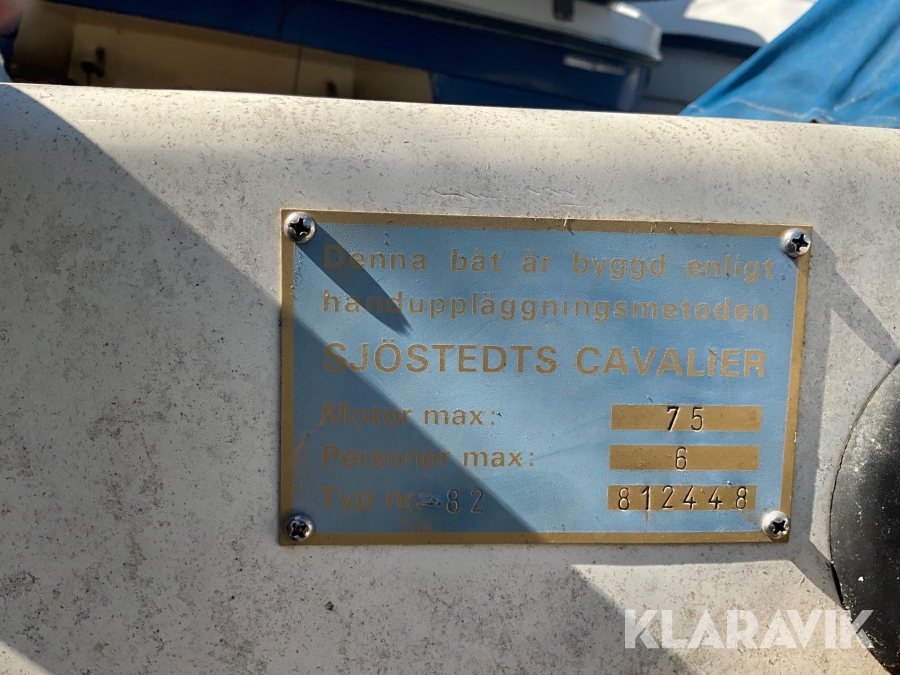 Denna båt är byggd enligt
handuppläggningsmetoden
SJÖSTEDTS CAVALIER
Motor max: 75
Personer max: 6
Typ nr: -82 812448
KLARAVIK